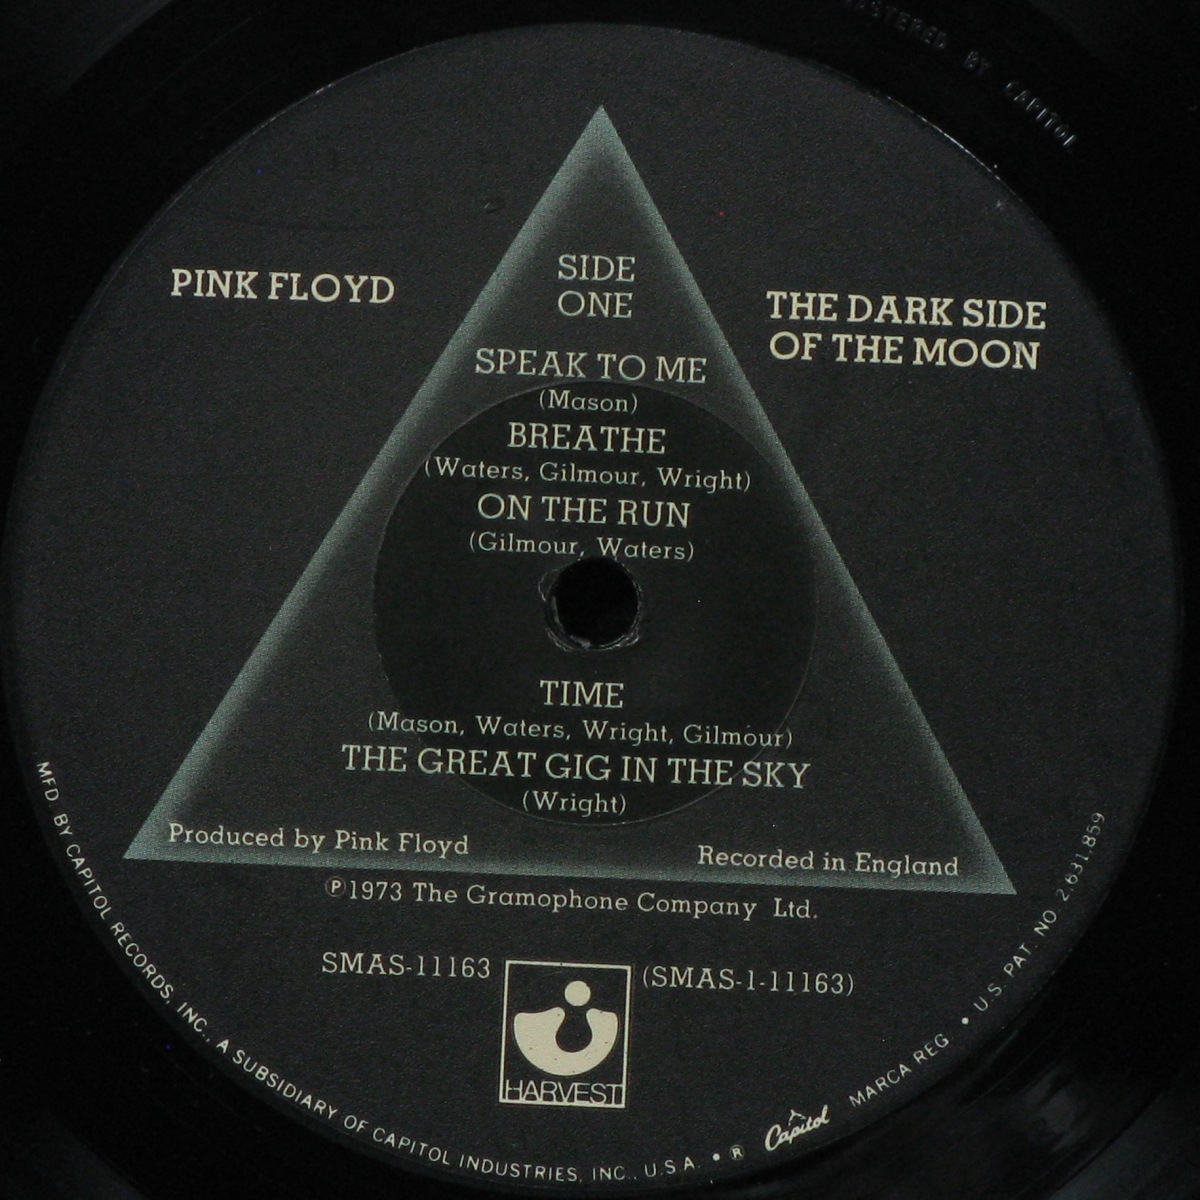 MASTERED BY CAPITOL
PINK FLOYD
SIDE
ONE
THE DARK SIDE
OF THE MOON
SPEAK TO ME
(Mason)
BREATHE
(Waters, Gilmour, Wright)
ON THE RUN
(Gilmour, Waters)
TIME
(Mason, Waters, Wright, Gilmour)
THE GREAT GIG IN THE SKY
(Wright)
Produced by Pink Floyd
Recorded in England
Ⓟ1973 The Gramophone Company Ltd.
SMAS-11163
(SMAS-1-11163)
HARVEST
MFD. BY CAPITOL RECORDS, INC., A SUBSIDIARY OF CAPITOL INDUSTRIES, INC., U.S.A. • ® Capitol MARCA REG • U.S. PAT. NO. 2,631,859